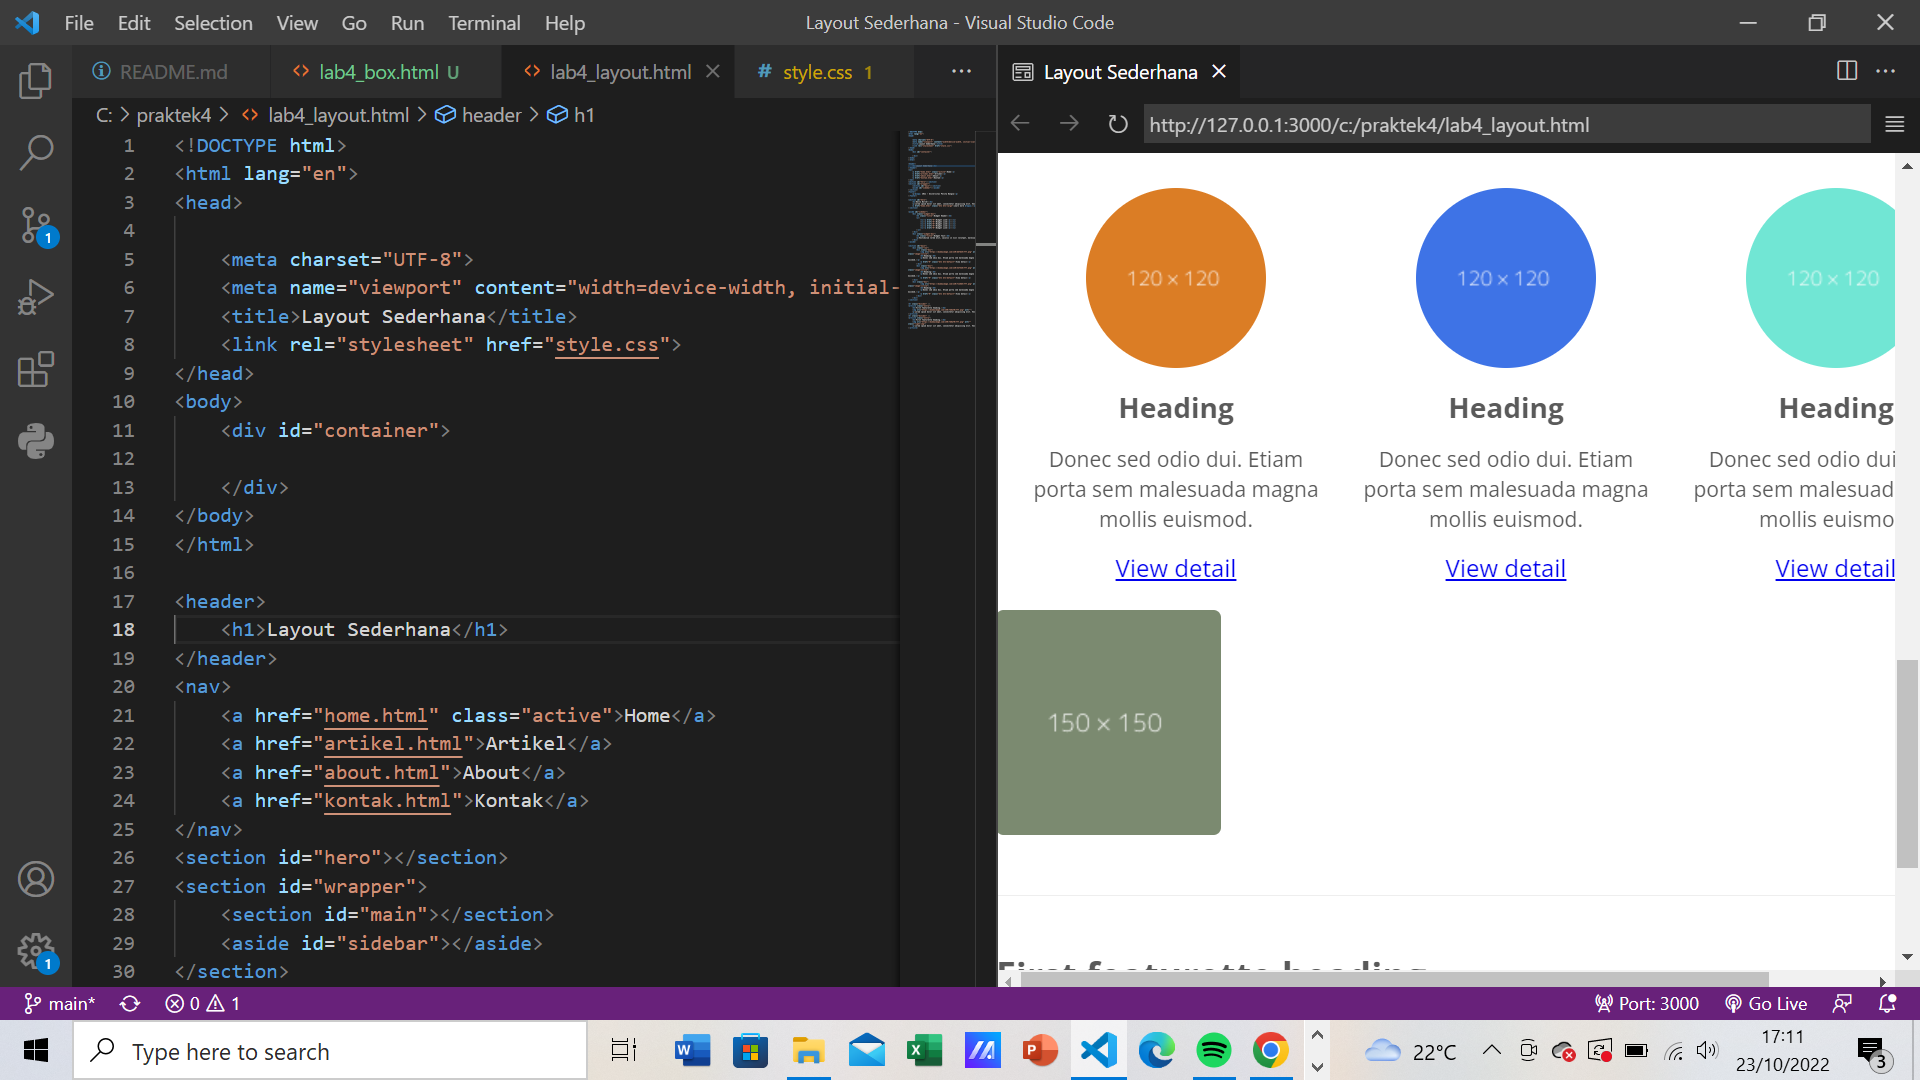 File Edit Selection View Go Run Terminal Help
Layout Sederhana - Visual Studio Code
README.md
lab4_box.html U
lab4_layout.html
# style.css 1
Layout Sederhana
C: > praktek4 > lab4_layout.html > header > h1
http://127.0.0.1:3000/c:/praktek4/lab4_layout.html
1 <!DOCTYPE html>
2 <html lang="en">
3 <head>
4
5 <meta charset="UTF-8">
6 <meta name="viewport" content="width=device-width, initial-
7 <title>Layout Sederhana</title>
8 <link rel="stylesheet" href="style.css">
9 </head>
10 <body>
11 <div id="container">
12
13 </div>
14 </body>
15 </html>
16
17 <header>
18 <h1>Layout Sederhana</h1>
19 </header>
20 <nav>
21 <a href="home.html" class="active">Home</a>
22 <a href="artikel.html">Artikel</a>
23 <a href="about.html">About</a>
24 <a href="kontak.html">Kontak</a>
25 </nav>
26 <section id="hero"></section>
27 <section id="wrapper">
28 <section id="main"></section>
29 <aside id="sidebar"></aside>
30 </section>
120 × 120
Heading
Donec sed odio dui. Etiam
porta sem malesuada magna
mollis euismod.
View detail
120 × 120
Heading
Donec sed odio dui. Etiam
porta sem malesuada magna
mollis euismod.
View detail
120 × 120
Heading
Donec sed odio dui
porta sem malesuad
mollis euismo
View detail
150 × 150
First featurette heading
1
1
main*
0
1
Port: 3000
Go Live
Type here to search
22°C
17:11
23/10/2022
3